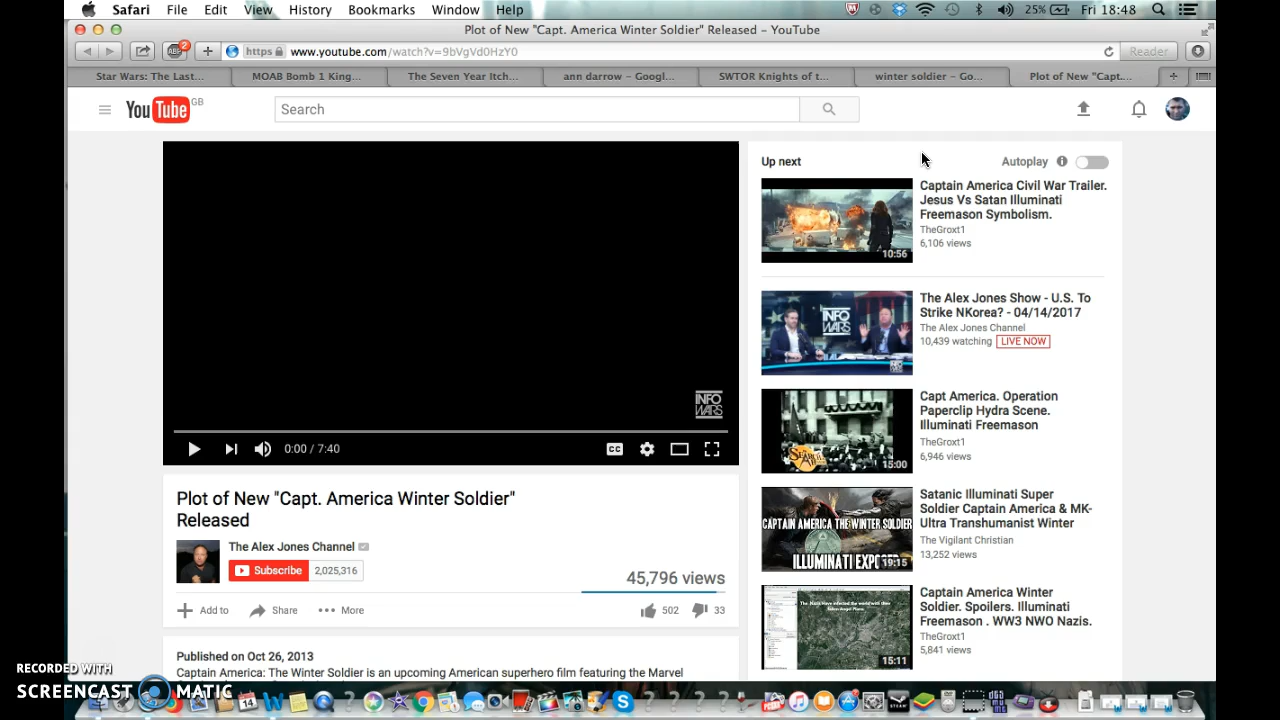 Safari File Edit View History Bookmarks Window Help 25% Fri 18:48
Plot of New "Capt. America Winter Soldier" Released – YouTube
ABP 2 + https www.youtube.com/watch?v=9bVgVd0HzY0 Reader
Star Wars: The Last... MOAB Bomb 1 King... The Seven Year Itch... ann darrow – Googl... SWTOR Knights of t... winter soldier – Go... Plot of New "Capt... +
YouTube GB Search
Up next Autoplay
Captain America Civil War Trailer.
Jesus Vs Satan Illuminati
Freemason Symbolism.
TheGroxt1
6,106 views
10:56
The Alex Jones Show - U.S. To
Strike NKorea? - 04/14/2017
The Alex Jones Channel
10,439 watching LIVE NOW
INFO
WARS
INFO
WARS
0:00 / 7:40 CC
Capt America. Operation
Paperclip Hydra Scene.
Illuminati Freemason
TheGroxt1
6,946 views
15:00
Plot of New "Capt. America Winter Soldier"
Released
The Alex Jones Channel
Subscribe 2,025,316
45,796 views
Add to Share More 502 33
Satanic Illuminati Super
Soldier Captain America & MK-
Ultra Transhumanist Winter
The Vigilant Christian
13,252 views
CAPTAIN AMERICA THE WINTER SOLDIER
ILLUMINATI EXPOSED
19:15
Captain America Winter
Soldier. Spoilers. Illuminati
Freemason . WW3 NWO Nazis.
TheGroxt1
5,841 views
15:11
Published on Oct 26, 2013
Captain America: The Winter Soldier is an upcoming American superhero film featuring the Marvel
RECORDED WITH
SCREENCAST MATIC